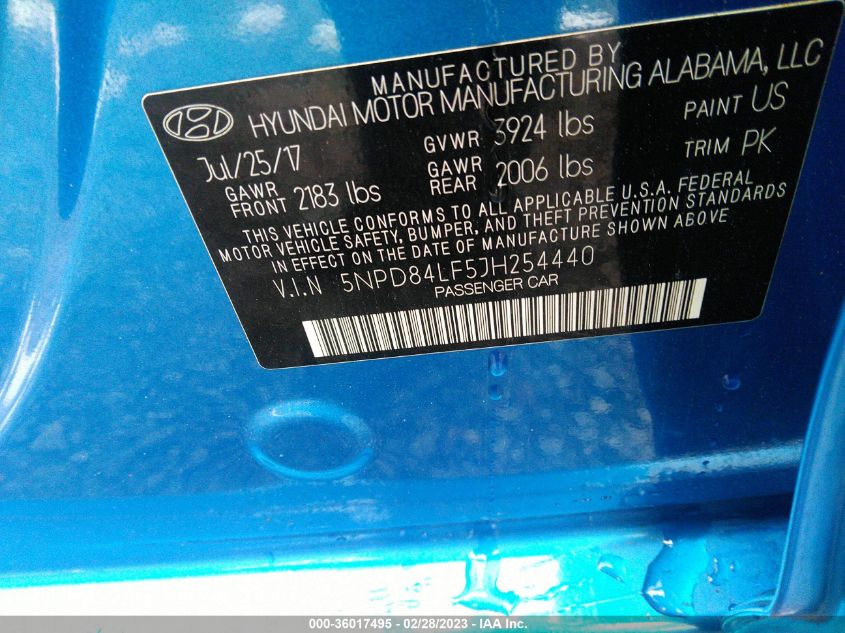 MANUFACTURED BY
HYUNDAI MOTOR MANUFACTURING ALABAMA, LLC
Jul/25/17 GVWR 3924 lbs PAINT US
GAWR FRONT 2183 lbs GAWR REAR 2006 lbs TRIM PK
THIS VEHICLE CONFORMS TO ALL APPLICABLE U.S.A. FEDERAL
MOTOR VEHICLE SAFETY, BUMPER, AND THEFT PREVENTION STANDARDS
IN EFFECT ON THE DATE OF MANUFACTURE SHOWN ABOVE
V.I.N 5NPD84LF5JH254440
PASSENGER CAR
000-36017495 - 02/28/2023 - © IAA Inc.